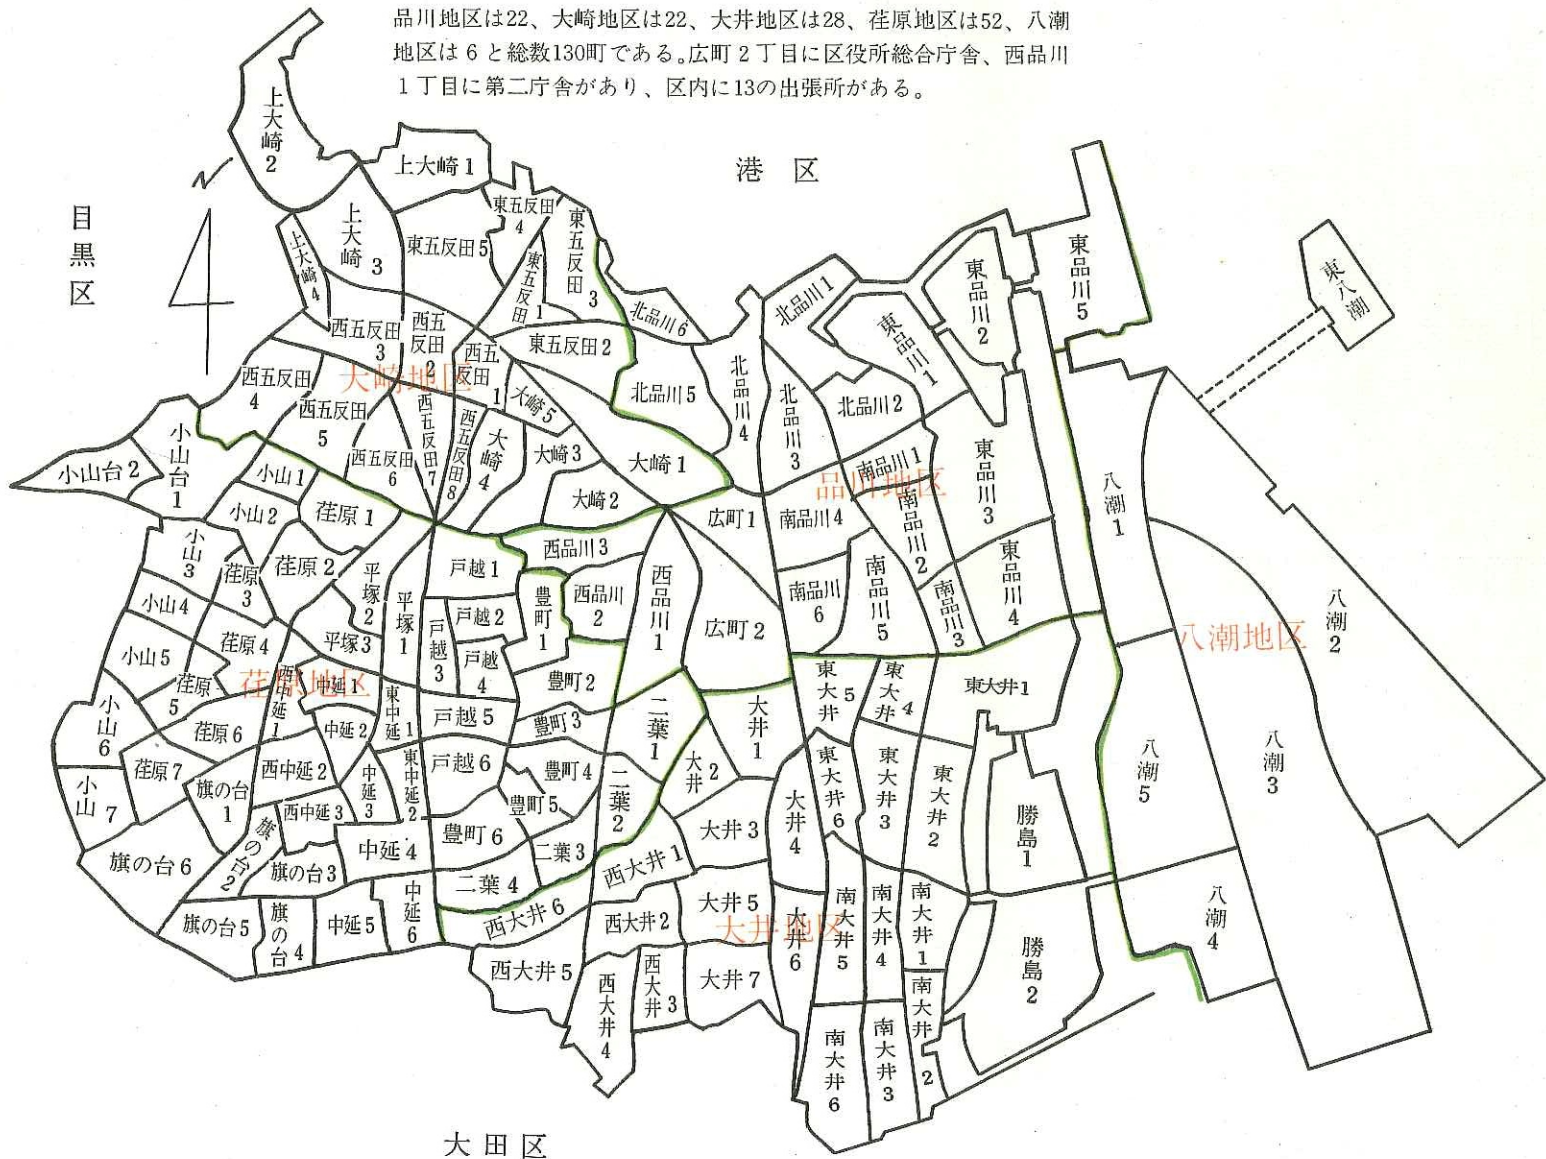 品川地区は22、大崎地区は22、大井地区は28、荏原地区は52、八潮
地区は6と総数130町である。広町2丁目に区役所総合庁舎、西品川
1丁目に第二庁舎があり、区内に13の出張所がある。
港区
目黒区
大田区
N
上大崎2
上大崎1
上大崎3
上大崎4
東五反田5
東五反田4
東五反田3
東五反田1
東五反田2
西五反田3
西五反田2
西五反田1
西五反田4
西五反田5
西五反田6
西五反田7
西五反田8
大崎地区
大崎5
大崎4
大崎3
大崎1
大崎2
北品川6
北品川5
北品川4
北品川3
北品川1
北品川2
東品川1
東品川2
東品川5
東品川3
東品川4
東八潮
品川地区
南品川1
南品川2
南品川4
南品川6
南品川5
南品川3
広町1
広町2
西品川3
西品川2
西品川1
小山台2
小山台1
小山1
小山2
荏原1
小山3
荏原3
荏原2
小山4
荏原4
小山5
荏原5
小山6
荏原6
荏原7
小山7
荏原地区
平塚2
平塚1
平塚3
戸越1
戸越2
戸越3
戸越4
戸越5
戸越6
豊町1
豊町2
豊町3
豊町4
豊町5
豊町6
二葉1
二葉2
二葉3
二葉4
西中延1
西中延2
西中延3
中延1
中延2
中延3
中延4
中延5
中延6
東中延1
東中延2
旗の台1
旗の台2
旗の台3
旗の台4
旗の台5
旗の台6
大井地区
大井1
大井2
大井3
大井4
大井5
大井6
大井7
西大井1
西大井2
西大井3
西大井4
西大井5
西大井6
東大井5
東大井4
東大井1
東大井6
東大井3
東大井2
南大井5
南大井4
南大井1
南大井2
南大井3
南大井6
勝島1
勝島2
八潮地区
八潮1
八潮2
八潮3
八潮5
八潮4